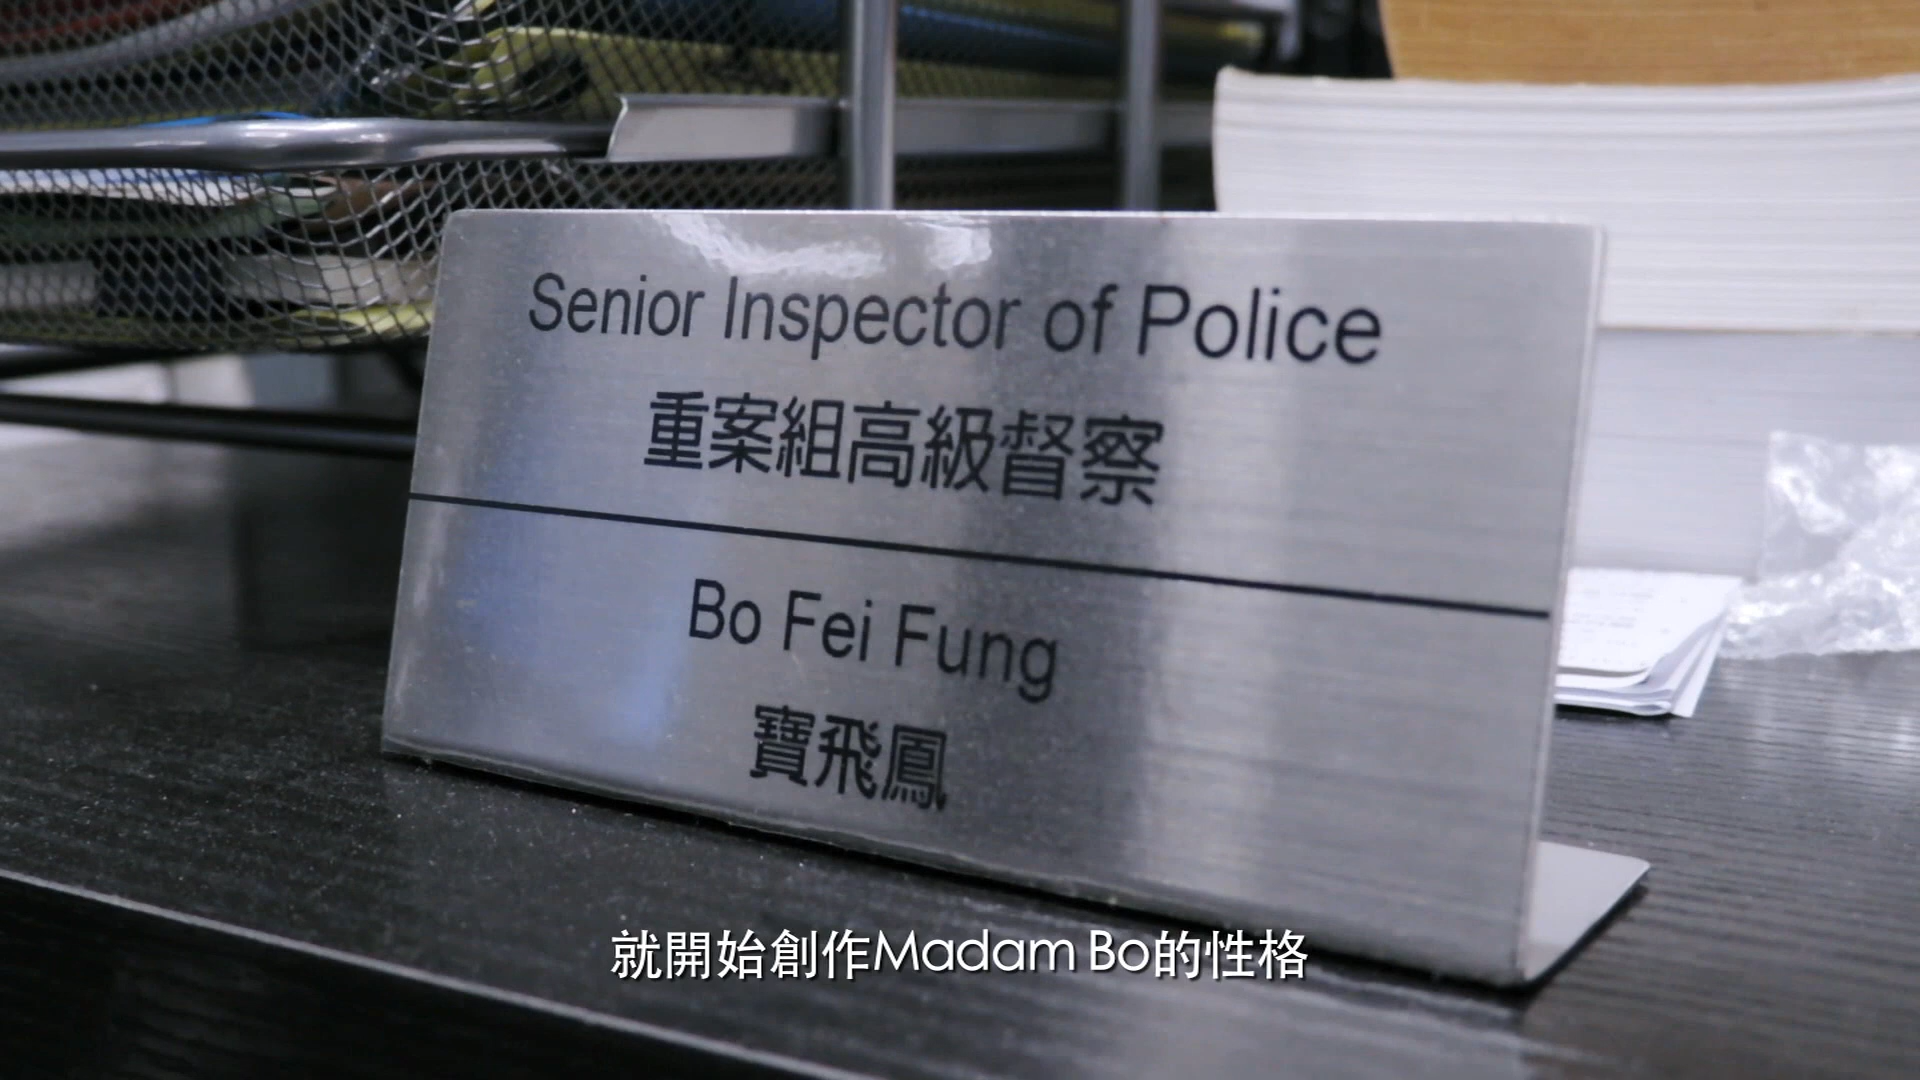 Senior Inspector of Police
重案組高級督察
Bo Fei Fung
寶飛鳳
就開始創作Madam Bo的性格